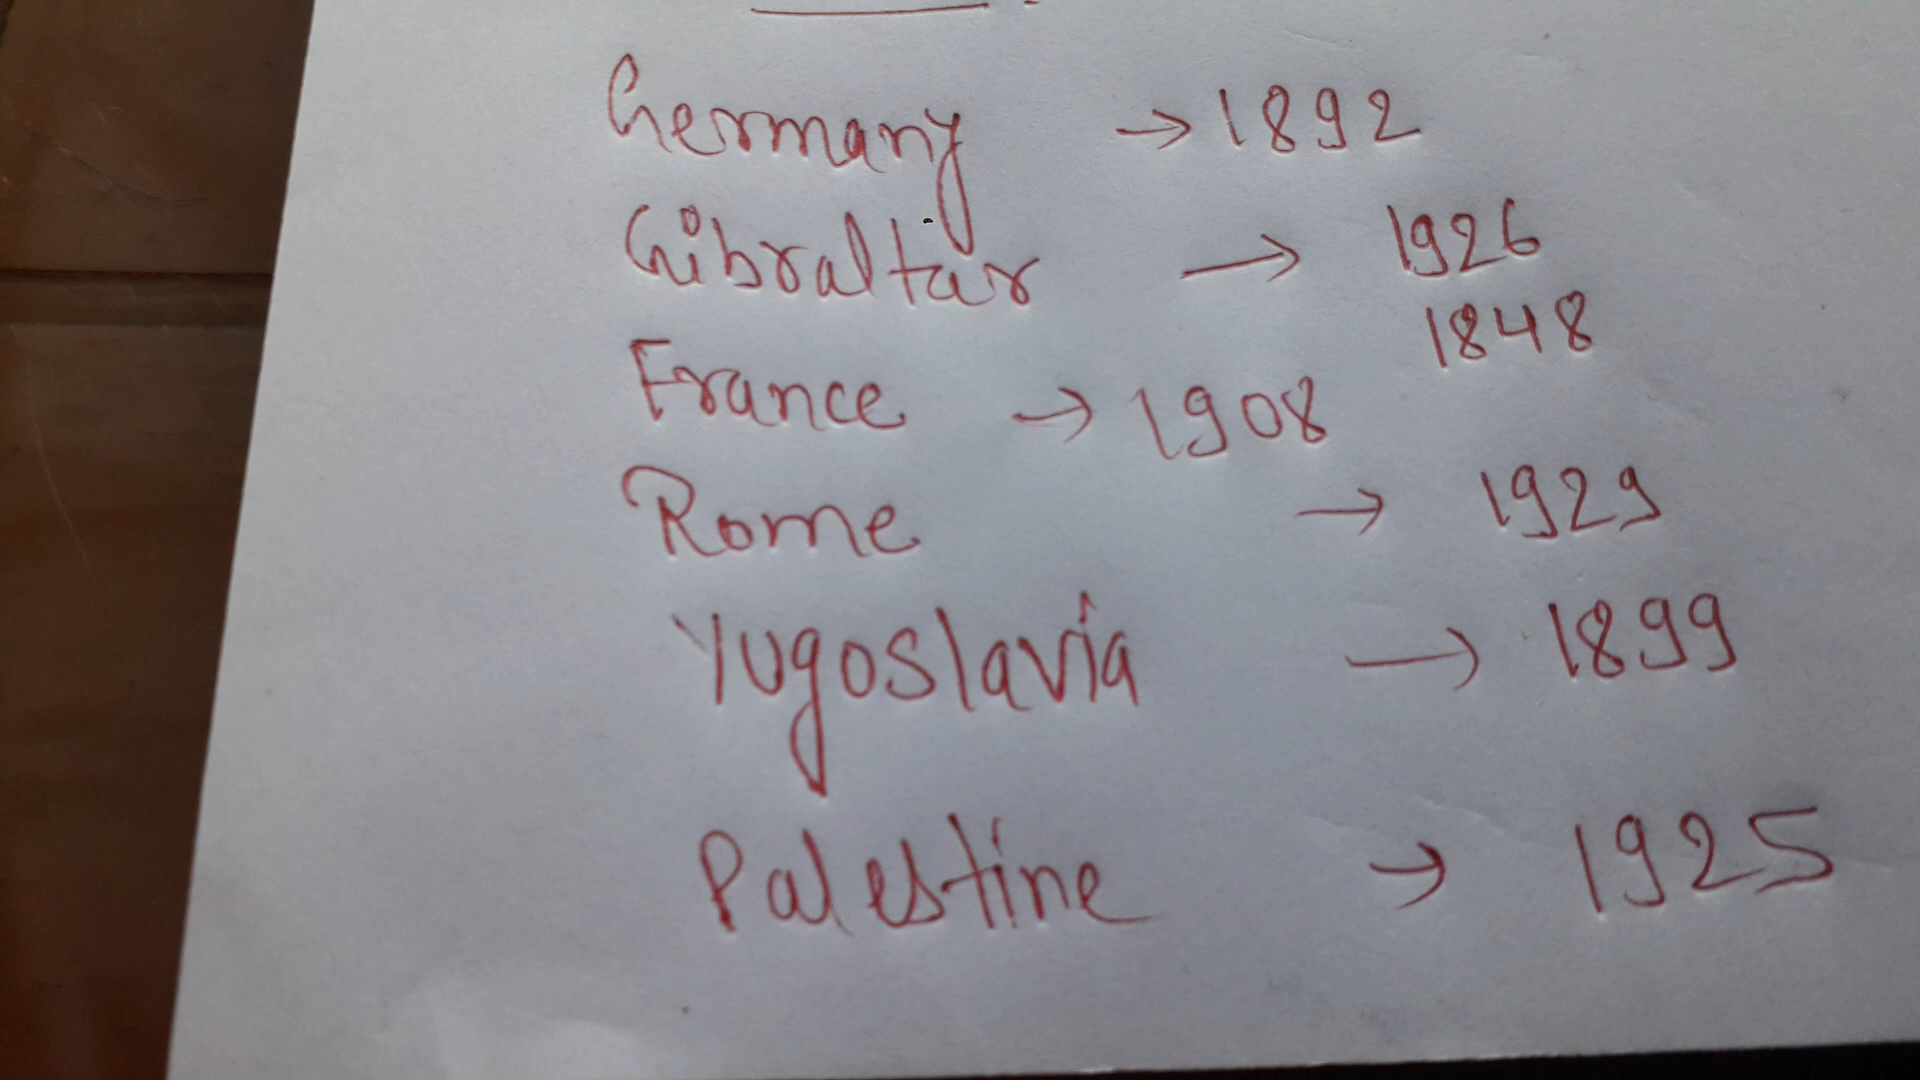 Germany → 1892
Gibraltar → 1926
1848
France → 1908
Rome → 1929
Yugoslavia → 1899
Palestine → 1925